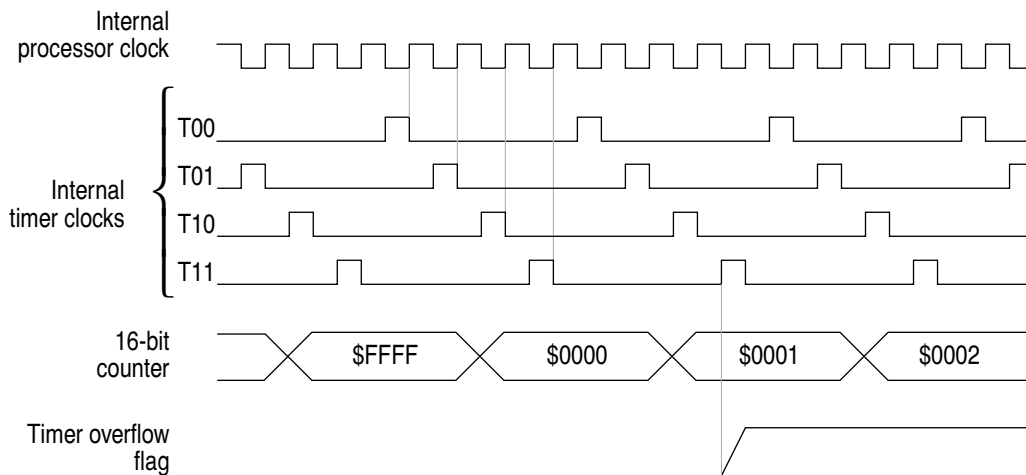 Internal
processor clock
T00
T01
Internal
timer clocks
T10
T11
16-bit
counter
$FFFF
$0000
$0001
$0002
Timer overflow
flag